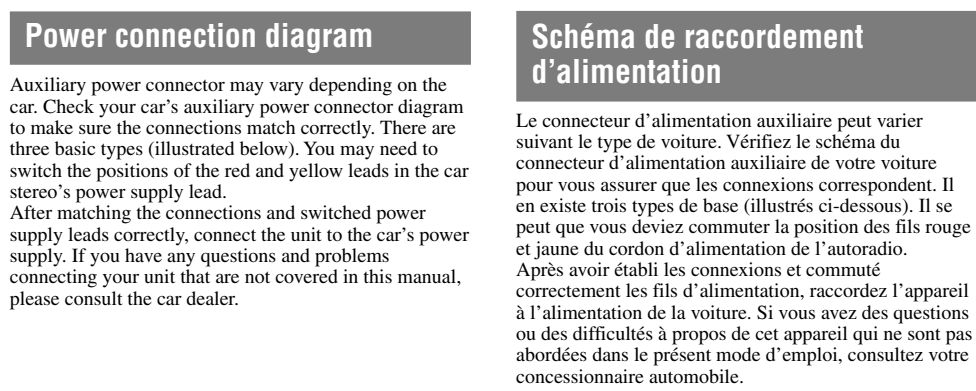 Power connection diagram
Auxiliary power connector may vary depending on the
car. Check your car’s auxiliary power connector diagram
to make sure the connections match correctly. There are
three basic types (illustrated below). You may need to
switch the positions of the red and yellow leads in the car
stereo’s power supply lead.
After matching the connections and switched power
supply leads correctly, connect the unit to the car’s power
supply. If you have any questions and problems
connecting your unit that are not covered in this manual,
please consult the car dealer.
Schéma de raccordement
d’alimentation
Le connecteur d’alimentation auxiliaire peut varier
suivant le type de voiture. Vérifiez le schéma du
connecteur d’alimentation auxiliaire de votre voiture
pour vous assurer que les connexions correspondent. Il
en existe trois types de base (illustrés ci-dessous). Il se
peut que vous deviez commuter la position des fils rouge
et jaune du cordon d’alimentation de l’autoradio.
Après avoir établi les connexions et commuté
correctement les fils d’alimentation, raccordez l’appareil
à l’alimentation de la voiture. Si vous avez des questions
ou des difficultés à propos de cet appareil qui ne sont pas
abordées dans le présent mode d’emploi, consultez votre
concessionnaire automobile.